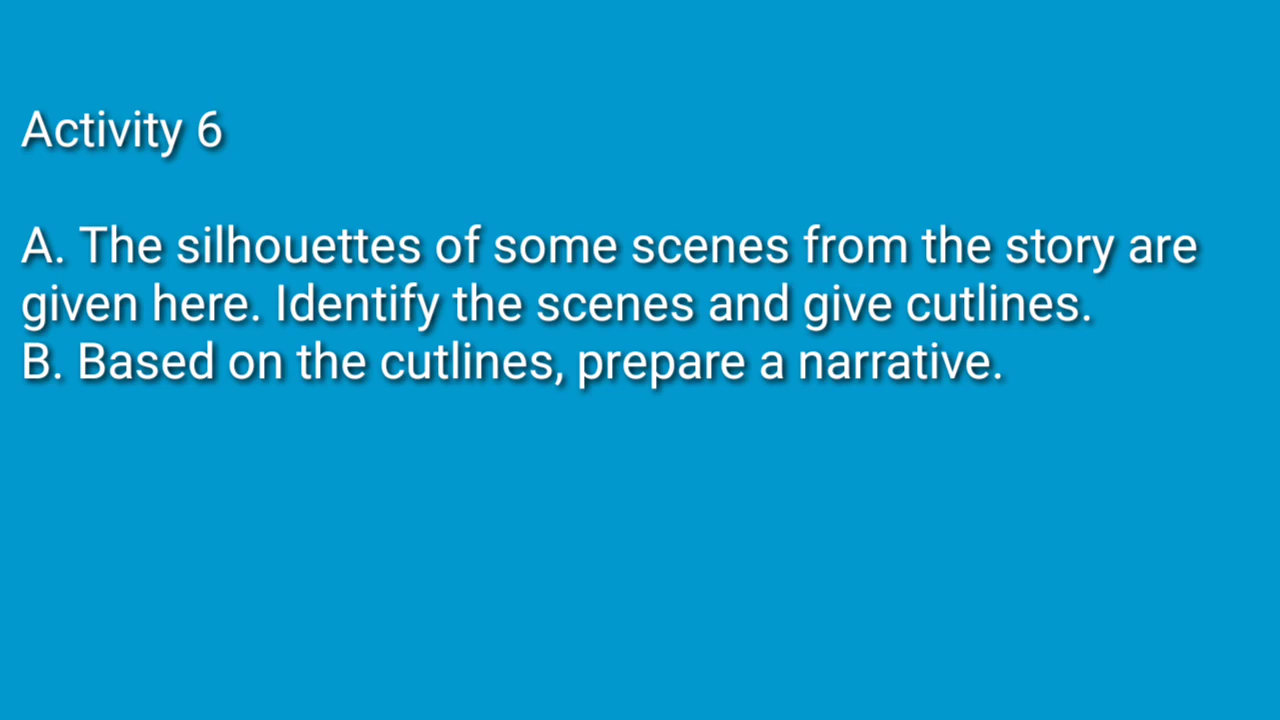 Activity 6
A. The silhouettes of some scenes from the story are
given here. Identify the scenes and give cutlines.
B. Based on the cutlines, prepare a narrative.